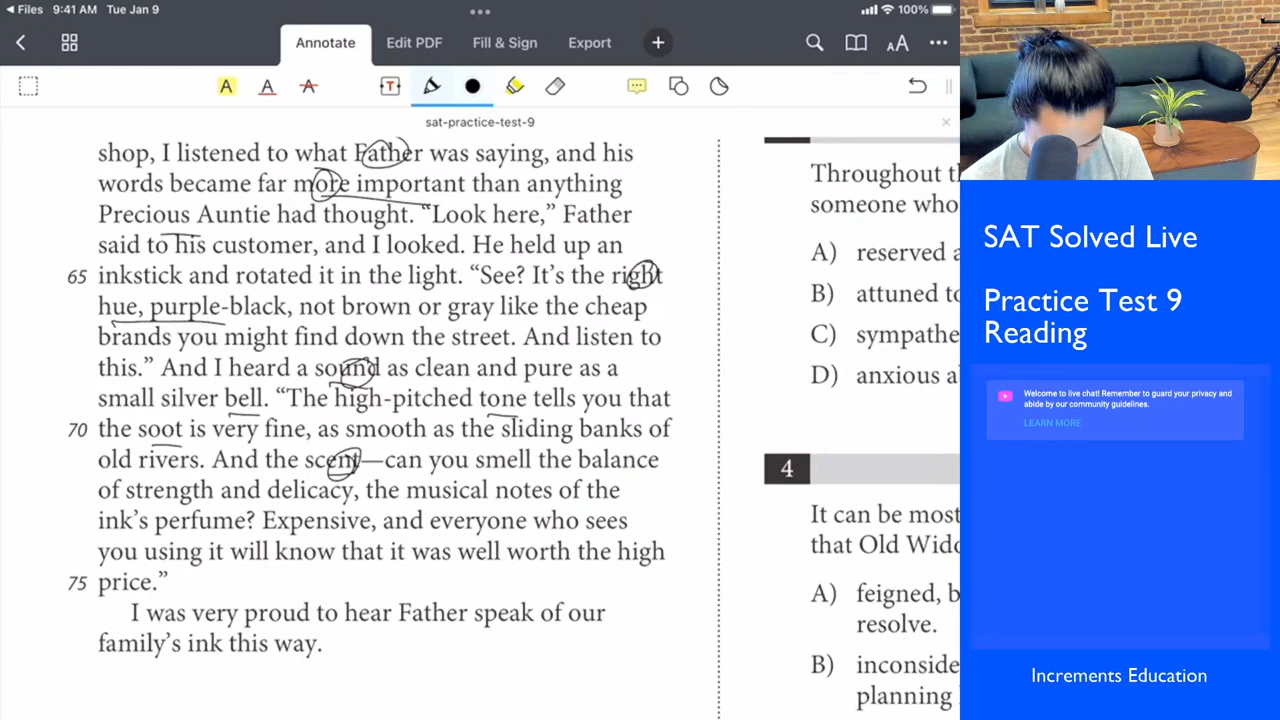 Files 9:41 AM Tue Jan 9 100%
Annotate Edit PDF Fill & Sign Export
sat-practice-test-9
shop, I listened to what Father was saying, and his
words became far more important than anything
Precious Auntie had thought. “Look here,” Father
said to his customer, and I looked. He held up an
65 inkstick and rotated it in the light. “See? It’s the right
hue, purple-black, not brown or gray like the cheap
brands you might find down the street. And listen to
this.” And I heard a sound as clean and pure as a
small silver bell. “The high-pitched tone tells you that
70 the soot is very fine, as smooth as the sliding banks of
old rivers. And the scent—can you smell the balance
of strength and delicacy, the musical notes of the
ink’s perfume? Expensive, and everyone who sees
you using it will know that it was well worth the high
75 price.”
I was very proud to hear Father speak of our
family’s ink this way.
Throughout
someone who
A) reserved
B) attuned to
C)
D) anxious
4
It can be most
that Old
A) feigned,
resolve.
B)
planning
SAT Solved Live
Practice Test 9
Reading
Welcome to live chat! Remember to guard your privacy and
abide by our community guidelines.
LEARN MORE
Increments Education